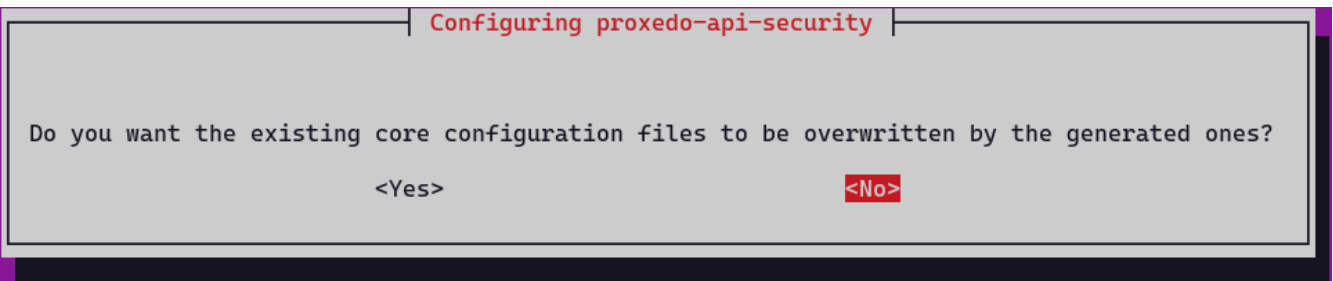 Configuring proxedo-api-security
Do you want the existing core configuration files to be overwritten by the generated ones?
<Yes> <No>